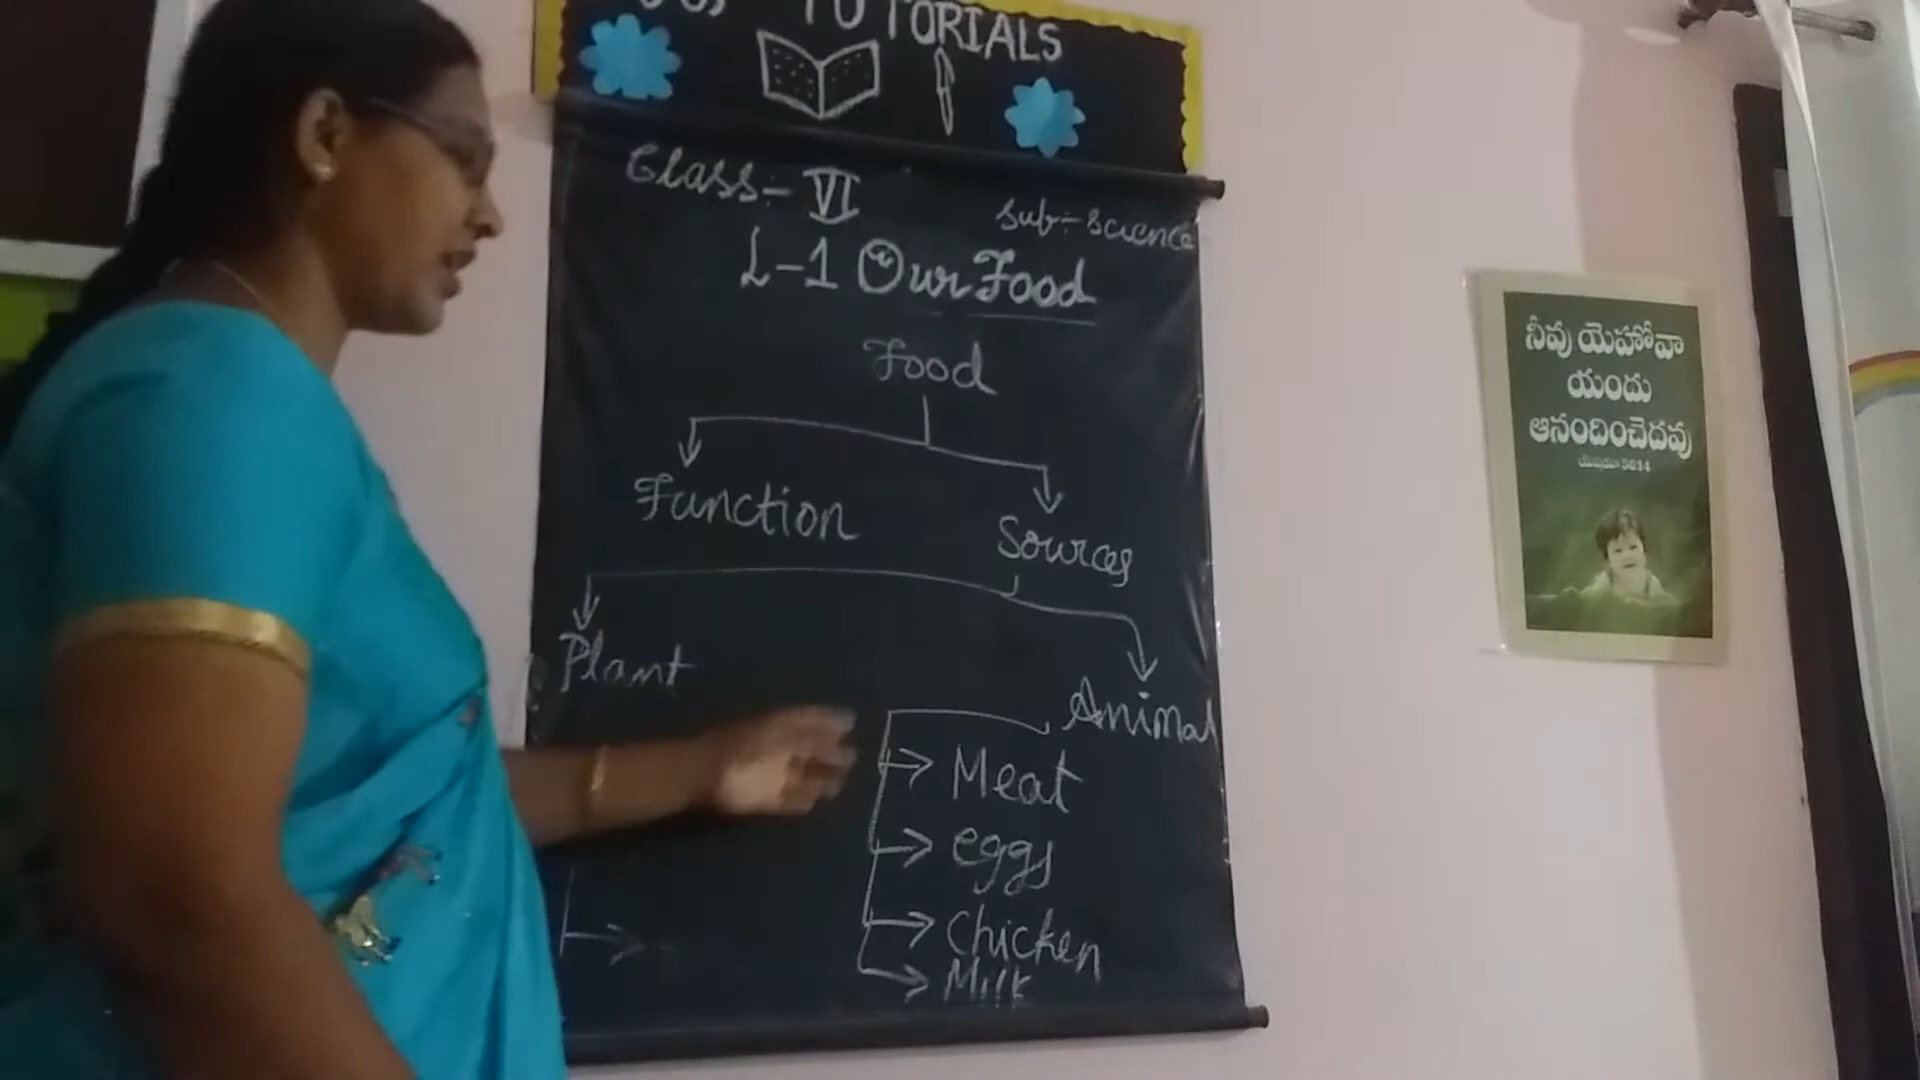 TUTORIALS
Class:- VI
Sub:- Science
L-1 Our Food
Food
Function
Sources
Plant
Animal
Meat
eggs
Chicken
Milk
నీవు యెహోవా
యందు
ఆనందించెదవు